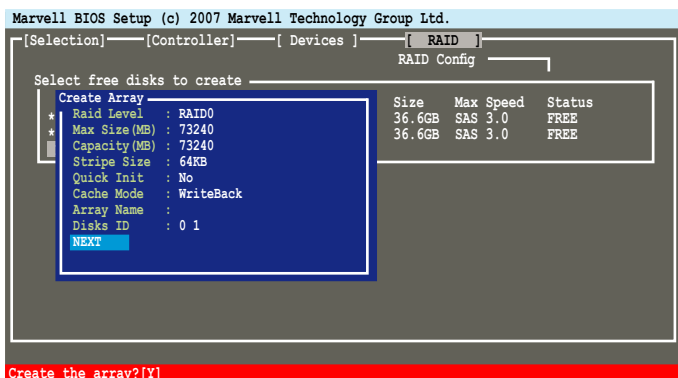 Marvell BIOS Setup (c) 2007 Marvell Technology Group Ltd.
[Selection] [Controller] [ Devices ] [ RAID ]
RAID Config
Select free disks to create
Create Array
Size Max Speed Status
* 36.6GB SAS 3.0 FREE
* 36.6GB SAS 3.0 FREE
Raid Level : RAID0
Max Size(MB) : 73240
Capacity(MB) : 73240
Stripe Size : 64KB
Quick Init : No
Cache Mode : WriteBack
Array Name :
Disks ID : 0 1
NEXT
Create the array?[Y]